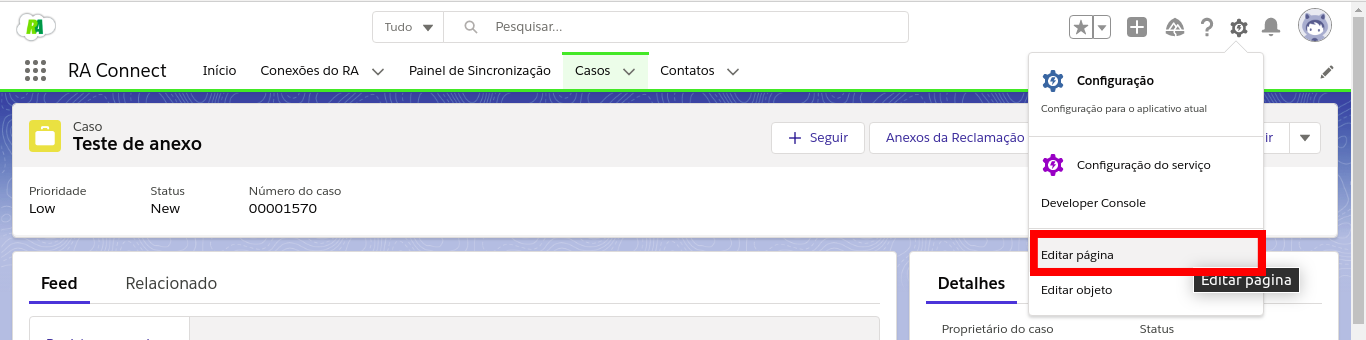 RA
Tudo
Pesquisar...
RA Connect
Início
Conexões do RA
Painel de Sincronização
Casos
Contatos
Configuração
Configuração para o aplicativo atual
Caso
Teste de anexo
Seguir
Anexos da Reclamação
ir
Configuração do serviço
Developer Console
Prioridade
Status
Número do caso
Low
New
00001570
Editar página
Editar página
Editar objeto
Feed
Relacionado
Detalhes
Proprietário do caso
Status